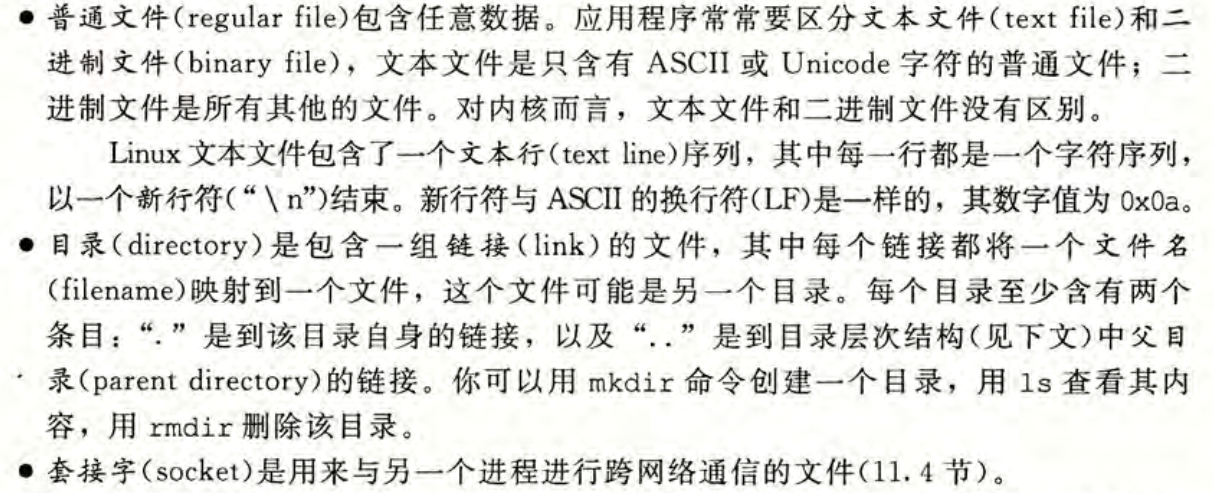 ● 普通文件(regular file)包含任意数据。应用程序常常要区分文本文件(text file)和二
进制文件(binary file)，文本文件是只含有 ASCII 或 Unicode 字符的普通文件；二
进制文件是所有其他的文件。对内核而言，文本文件和二进制文件没有区别。
Linux 文本文件包含了一个文本行(text line)序列，其中每一行都是一个字符序列，
以一个新行符(“\n”)结束。新行符与 ASCII 的换行符(LF)是一样的，其数字值为 0x0a。
● 目录(directory)是包含一组链接(link)的文件，其中每个链接都将一个文件名
(filename)映射到一个文件，这个文件可能是另一个目录。每个目录至少含有两个
条目：“.”是到该目录自身的链接，以及“..”是到目录层次结构(见下文)中父目
录(parent directory)的链接。你可以用 mkdir 命令创建一个目录，用 ls 查看其内
容，用 rmdir 删除该目录。
● 套接字(socket)是用来与另一个进程进行跨网络通信的文件(11.4 节)。